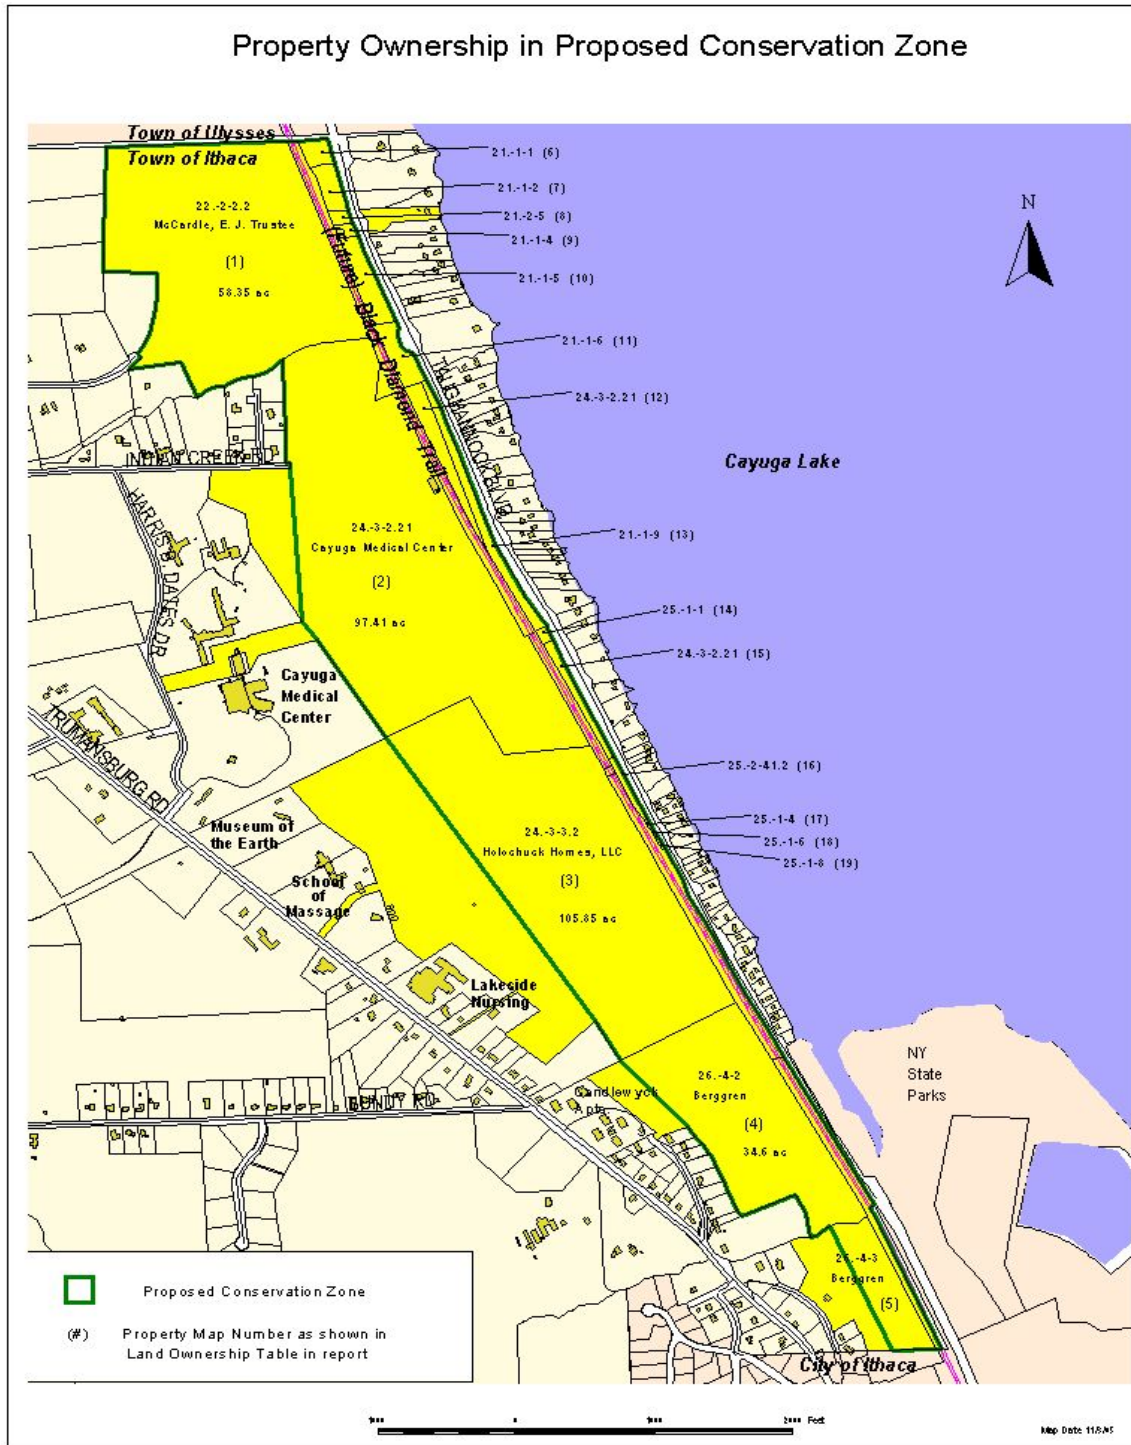 Property Ownership in Proposed Conservation Zone
Town of Ulysses
Town of Ithaca
22.-2-2.2
McCardle, E. J. Trustee
(1)
58.35 ac
21.-1-1 (6)
21.-1-2 (7)
21.-2-5 (8)
21.-1-4 (9)
21.-1-5 (10)
21.-1-6 (11)
24.-3-2.21 (12)
21.-1-9 (13)
25.-1-1 (14)
24.-3-2.21 (15)
25.-2-41.2 (16)
25.-1-4 (17)
25.-1-6 (18)
25.-1-8 (19)
N
(Future) Black Diamond Trail
TAUGHANNOCK BLVD
Cayuga Lake
INDIAN CREEK RD
HARRIS B DATES DR
24.-3-2.21
Cayuga Medical Center
(2)
97.41 ac
Cayuga
Medical
Center
TRUMANSBURG RD
Museum of
the Earth
School
of
Massage
24.-3-3.2
Holochuck Homes, LLC
(3)
105.85 ac
Lakeside
Nursing
NY
State
Parks
26.-4-2
Berggren
(4)
34.6 ac
Candlewyck
Apts
BUNDY RD
26.-4-3
Berggren
(5)
City of Ithaca
Proposed Conservation Zone
(#) Property Map Number as shown in
Land Ownership Table in report
1000 0 1000 2000 Feet